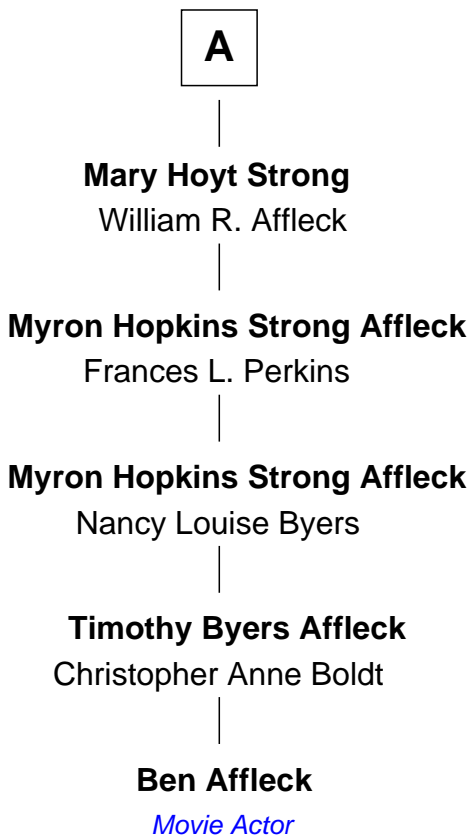 A
Mary Hoyt Strong
William R. Affleck
Myron Hopkins Strong Affleck
Frances L. Perkins
Myron Hopkins Strong Affleck
Nancy Louise Byers
Timothy Byers Affleck
Christopher Anne Boldt
Ben Affleck
Movie Actor